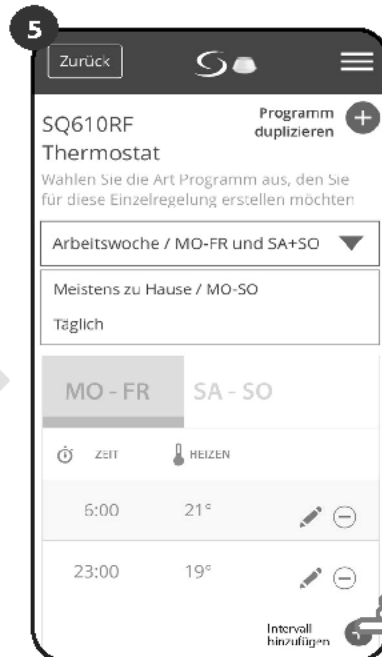 5
Zurück
SQ610RF
Thermostat
Programm
duplizieren
Wählen Sie die Art Programm aus, den Sie
für diese Einzelregelung erstellen möchten
Arbeitswoche / MO-FR und SA+SO
Meistens zu Hause / MO-SO
Täglich
MO - FR SA - SO
ZEIT HEIZEN
6:00 21°
23:00 19°
Intervall
hinzufügen